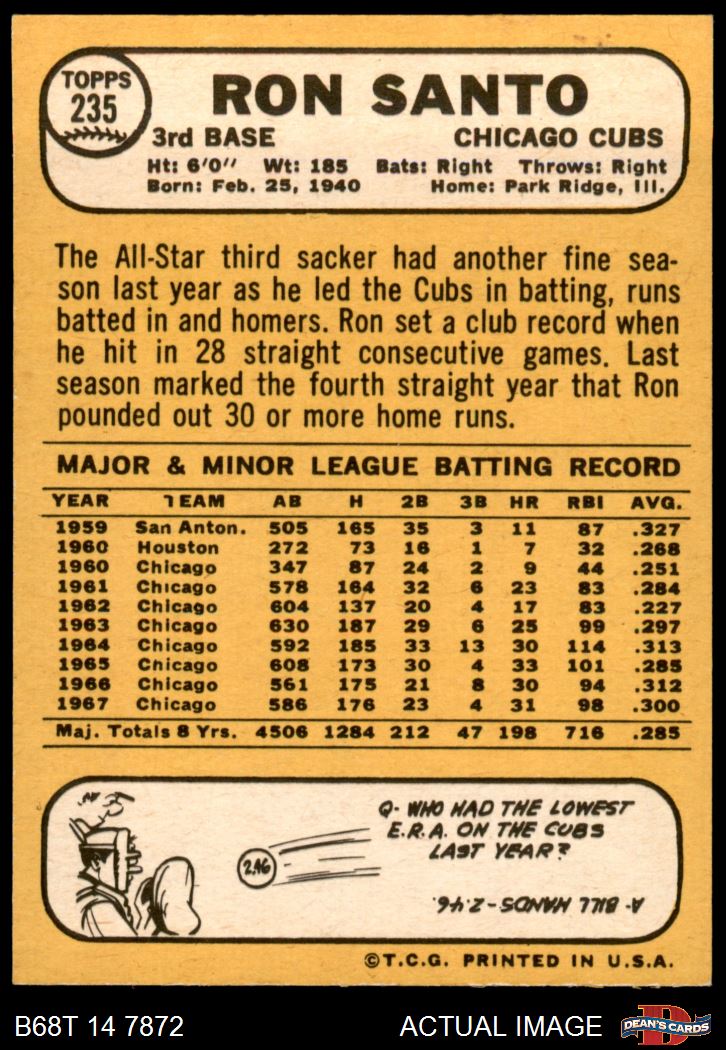 TOPPS
235
RON SANTO
3rd BASE CHICAGO CUBS
Ht: 6'0" Wt: 185 Bats: Right Throws: Right
Born: Feb. 25, 1940 Home: Park Ridge, Ill.
The All-Star third sacker had another fine sea-
son last year as he led the Cubs in batting, runs
batted in and homers. Ron set a club record when
he hit in 28 straight consecutive games. Last
season marked the fourth straight year that Ron
pounded out 30 or more home runs.
MAJOR & MINOR LEAGUE BATTING RECORD
YEAR TEAM AB H 2B 3B HR RBI AVG.
1959 San Anton. 505 165 35 3 11 87 .327
1960 Houston 272 73 16 1 7 32 .268
1960 Chicago 347 87 24 2 9 44 .251
1961 Chicago 578 164 32 6 23 83 .284
1962 Chicago 604 137 20 4 17 83 .227
1963 Chicago 630 187 29 6 25 99 .297
1964 Chicago 592 185 33 13 30 114 .313
1965 Chicago 608 173 30 4 33 101 .285
1966 Chicago 561 175 21 8 30 94 .312
1967 Chicago 586 176 23 4 31 98 .300
Maj. Totals 8 Yrs. 4506 1284 212 47 198 716 .285
Q- WHO HAD THE LOWEST
E.R.A. ON THE CUBS
LAST YEAR?
2.46
A- BILL HANDS-2.46.
©T.C.G. PRINTED IN U.S.A.
B68T 14 7872 ACTUAL IMAGE
D
DEAN'S CARDS